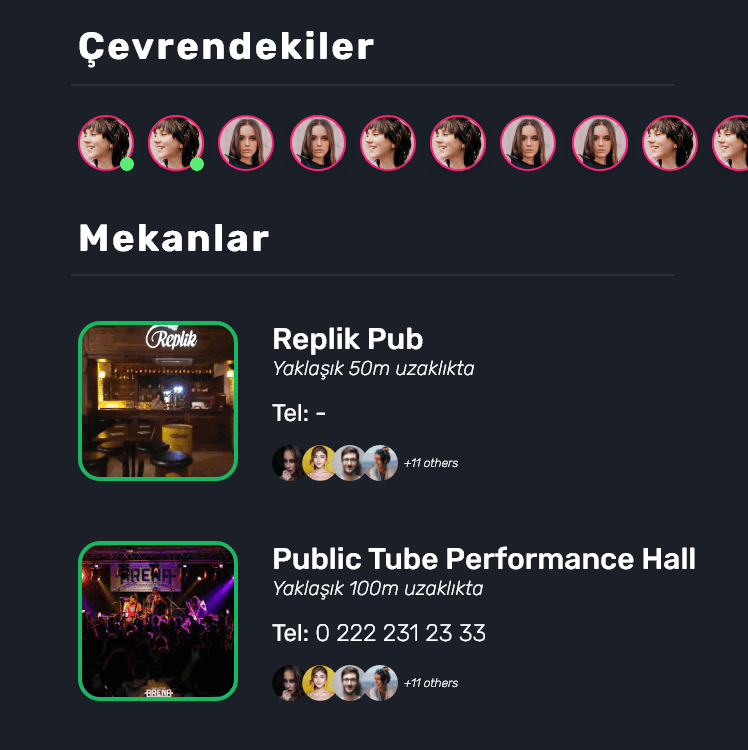 Çevrendekiler
Mekanlar
Replik
Replik Pub
Yaklaşık 50m uzaklıkta
Tel: -
+11 others
ARENA
ARENA
Public Tube Performance Hall
Yaklaşık 100m uzaklıkta
Tel: 0 222 231 23 33
+11 others